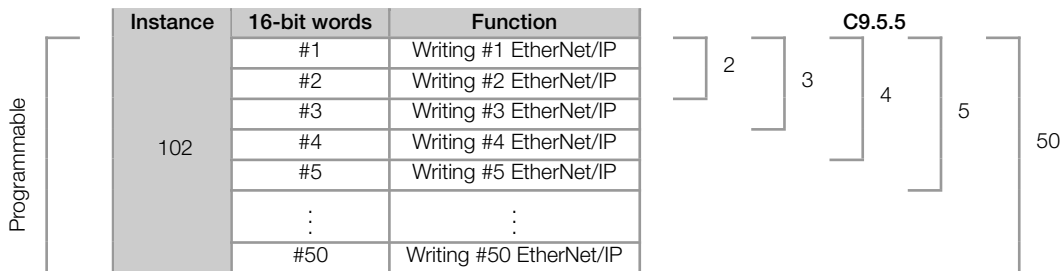 Instance 16-bit words Function C9.5.5
Programmable
102
#1 Writing #1 EtherNet/IP
#2 Writing #2 EtherNet/IP
#3 Writing #3 EtherNet/IP
#4 Writing #4 EtherNet/IP
#5 Writing #5 EtherNet/IP
⋮ ⋮
#50 Writing #50 EtherNet/IP
2
3
4
5
50